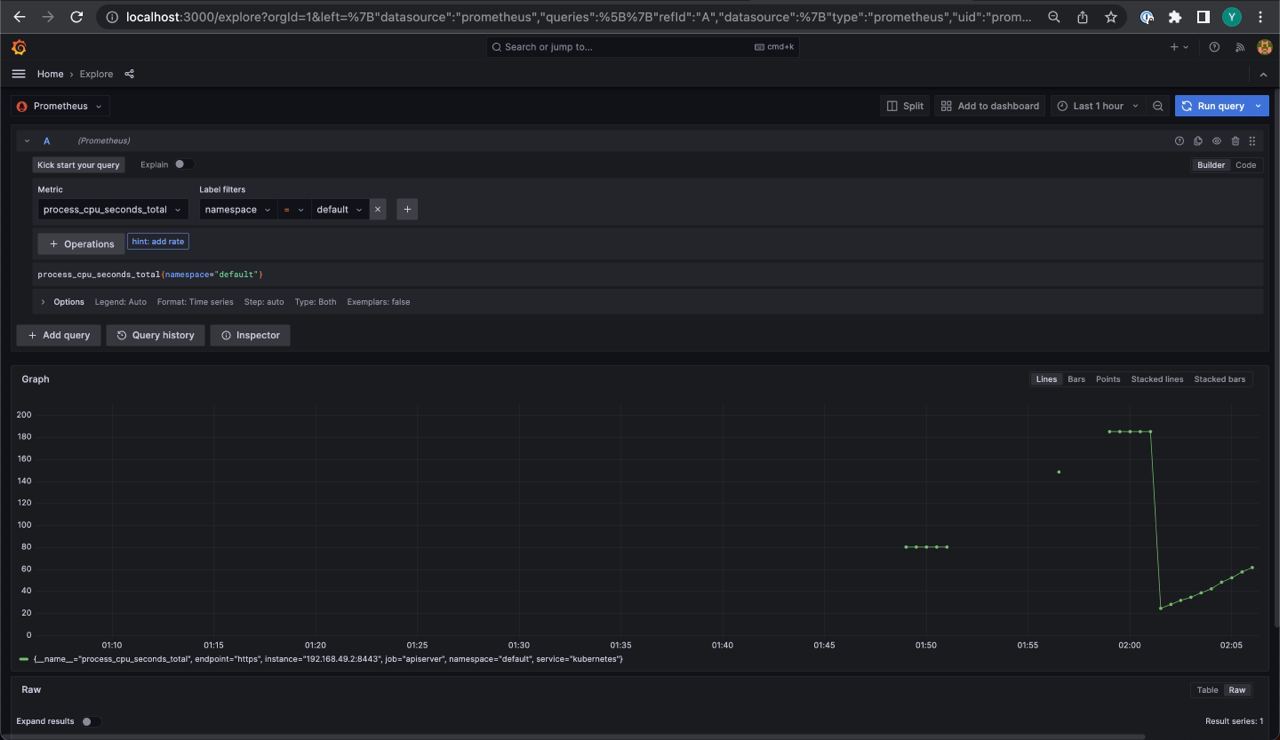 localhost:3000/explore?orgId=1&left=%7B"datasource":"prometheus","queries":%5B%7B"refId":"A","datasource":%7B"type":"prometheus","uid":"prom...
Y
Search or jump to... cmd+k
Home › Explore
Prometheus Split Add to dashboard Last 1 hour Run query
A (Prometheus)
Kick start your query Explain Builder Code
Metric Label filters
process_cpu_seconds_total namespace = default × +
+ Operations hint: add rate
process_cpu_seconds_total{namespace="default"}
Options Legend: Auto Format: Time series Step: auto Type: Both Exemplars: false
+ Add query Query history Inspector
Graph Lines Bars Points Stacked lines Stacked bars
200
180
160
140
120
100
80
60
40
20
0
01:10 01:15 01:20 01:25 01:30 01:35 01:40 01:45 01:50 01:55 02:00 02:05
{__name__="process_cpu_seconds_total", endpoint="https", instance="192.168.49.2:8443", job="apiserver", namespace="default", service="kubernetes"}
Raw Table Raw
Expand results Result series: 1